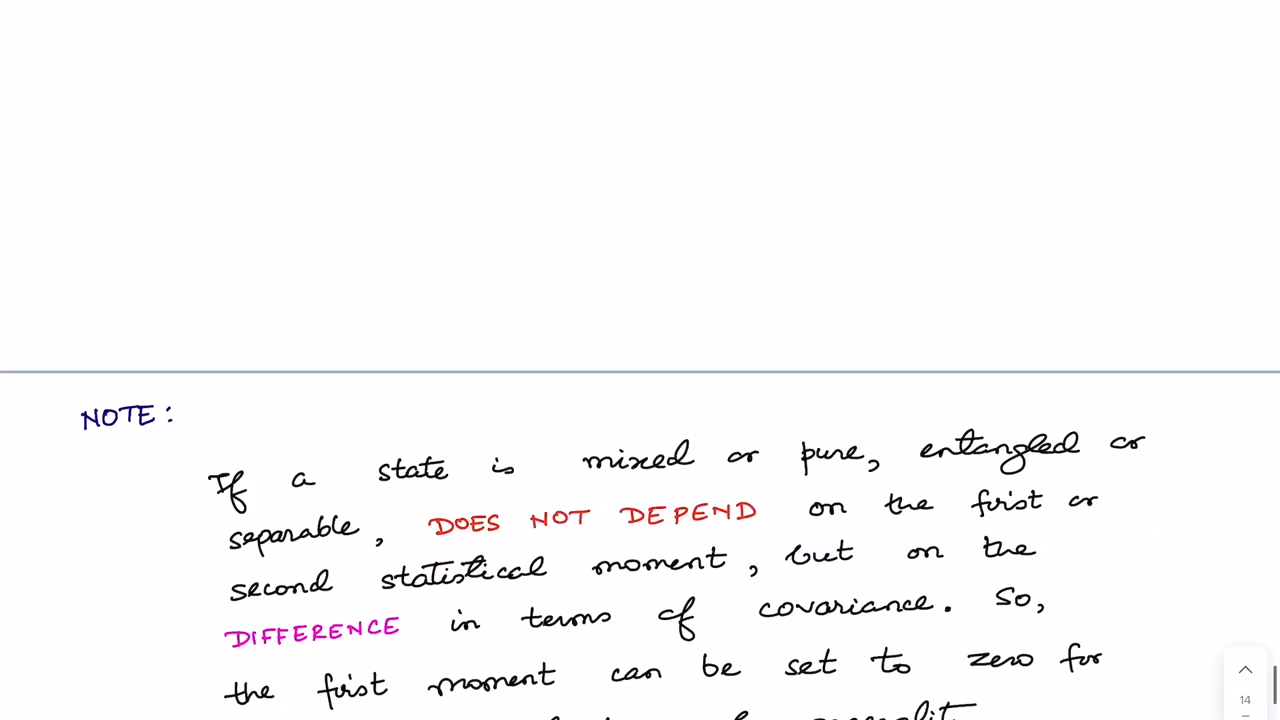 NOTE:
If a state is mixed or pure, entangled or
separable, DOES NOT DEPEND on the first or
second statistical moment, but on the
DIFFERENCE in terms of covariance. So,
the first moment can be set to zero for
14